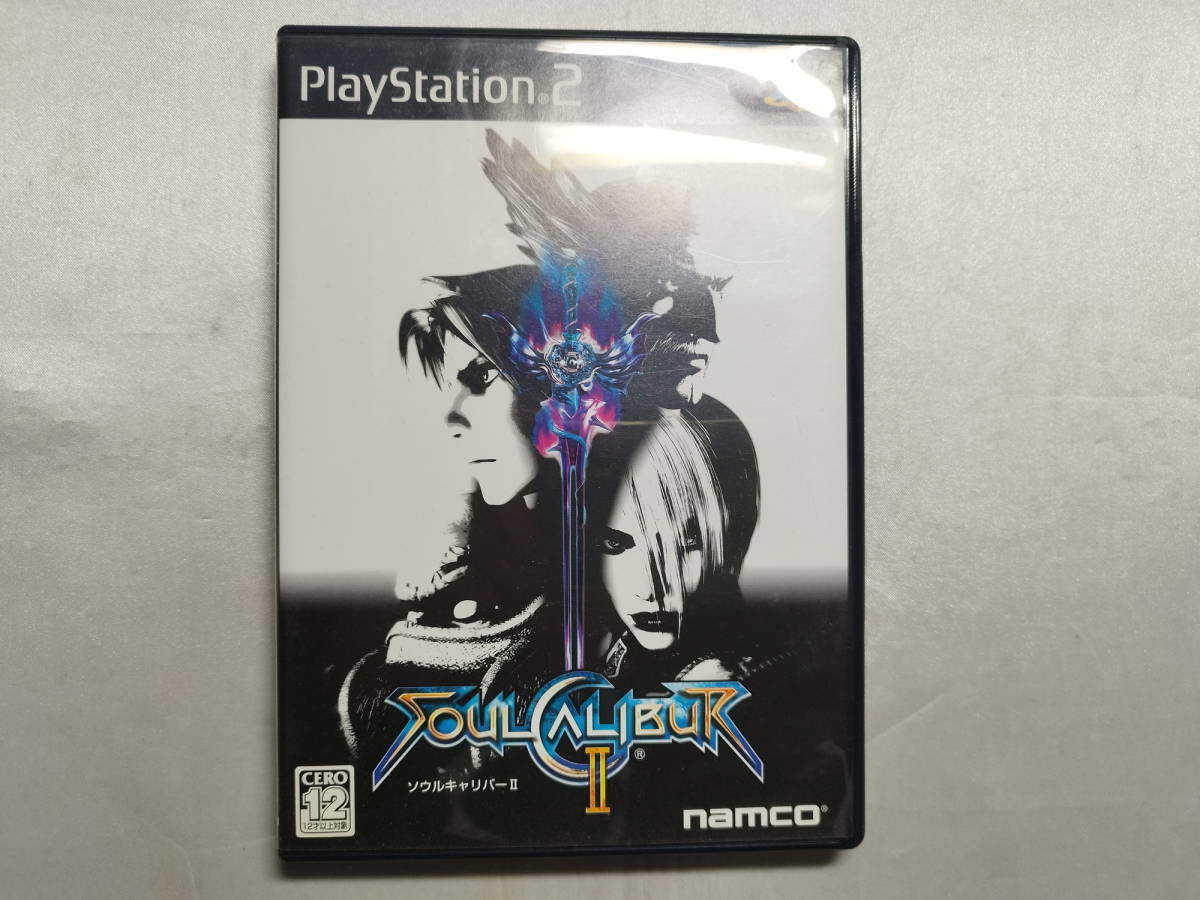 PlayStation®2
SOULCALIBUR
II®
ソウルキャリバーII
CERO
12
12才以上対象
namco®